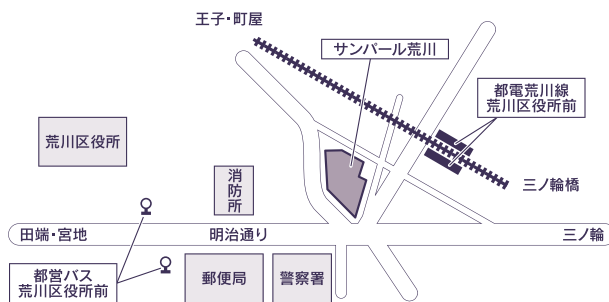 王子・町屋
サンパール荒川
都電荒川線
荒川区役所前
荒川区役所
消防所
三ノ輪橋
田端・宮地
明治通り
三ノ輪
都営バス
荒川区役所前
郵便局
警察署